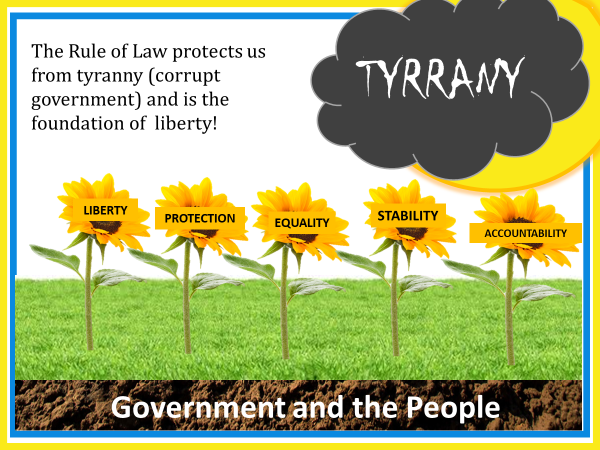 The Rule of Law protects us
from tyranny (corrupt
government) and is the
foundation of  liberty!
TYRRANY
LIBERTY
PROTECTION
EQUALITY
STABILITY
ACCOUNTABILITY
Government and the People